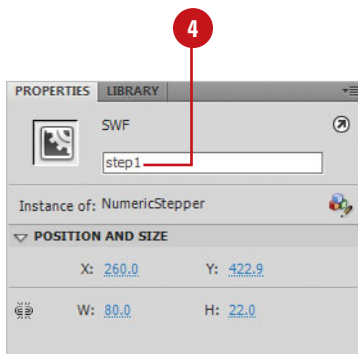 4
PROPERTIES LIBRARY
SWF
step1
Instance of: NumericStepper
POSITION AND SIZE
X: 260.0 Y: 422.9
W: 80.0 H: 22.0